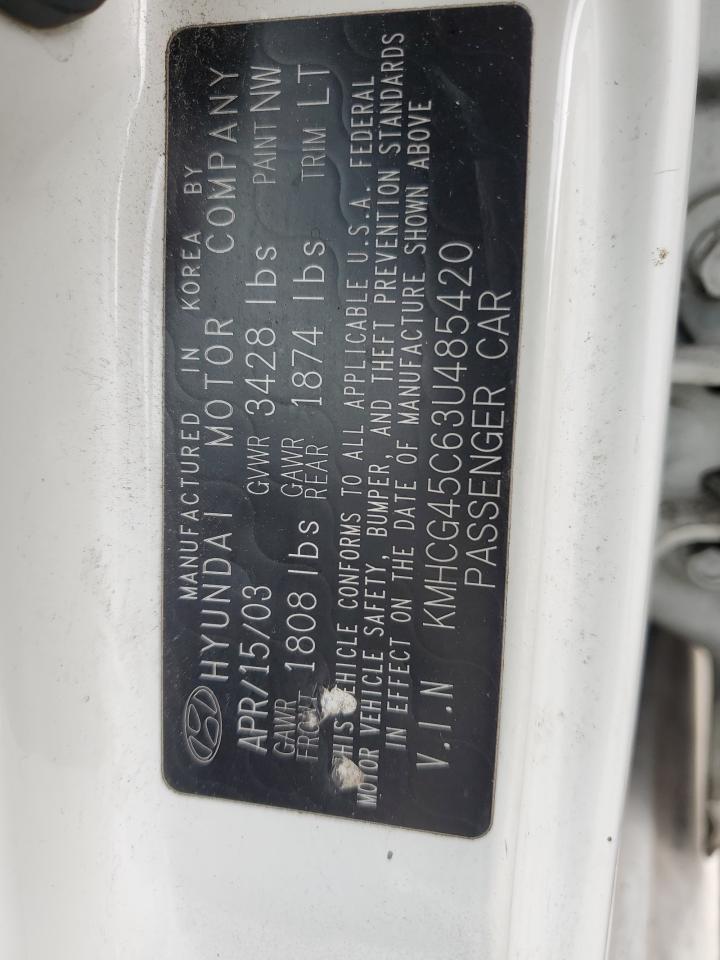 MANUFACTURED IN KOREA BY
HYUNDAI MOTOR COMPANY
APR/15/03 GVWR 3428 lbs PAINT NW
GAWR FRONT 1808 lbs GAWR REAR 1874 lbs TRIM LT
THIS VEHICLE CONFORMS TO ALL APPLICABLE U.S.A. FEDERAL
MOTOR VEHICLE SAFETY, BUMPER, AND THEFT PREVENTION STANDARDS
IN EFFECT ON THE DATE OF MANUFACTURE SHOWN ABOVE
V.I.N KMHCG45C63U485420
PASSENGER CAR